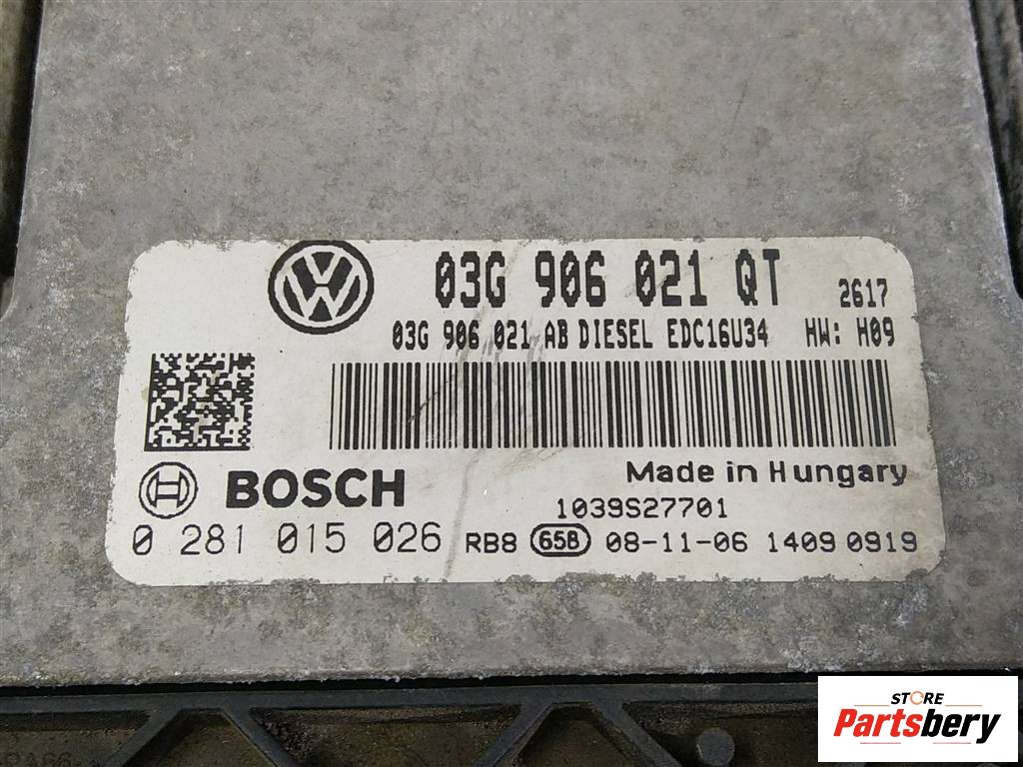 03G 906 021 QT 2617
03G 906 021 AB DIESEL EDC16U34 HW: H09
Made in Hungary
BOSCH
1039S27701
0 281 015 026 RB8 65B 08-11-06 1409 0919
STORE
Partsbery